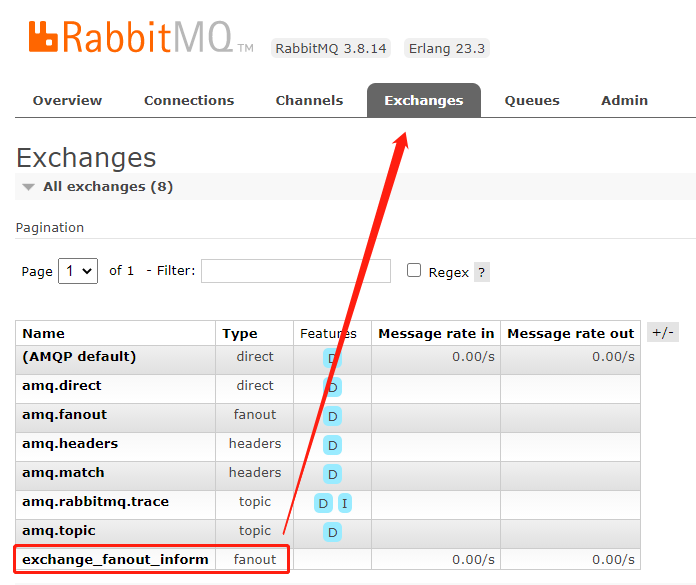 RabbitMQ TM RabbitMQ 3.8.14 Erlang 23.3
Overview Connections Channels Exchanges Queues Admin
Exchanges
All exchanges (8)
Pagination
Page 1 of 1 - Filter: Regex ?
Name Type Features Message rate in Message rate out +/-
(AMQP default) direct D 0.00/s 0.00/s
amq.direct direct D
amq.fanout fanout D
amq.headers headers D
amq.match headers D
amq.rabbitmq.trace topic D I
amq.topic topic D
exchange_fanout_inform fanout 0.00/s 0.00/s